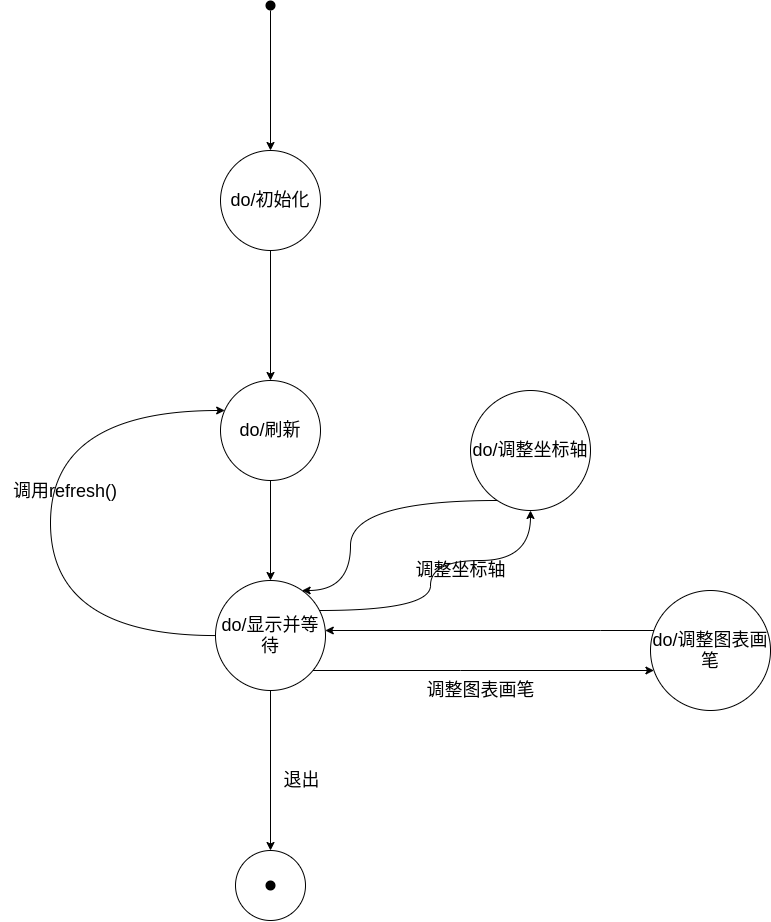 do/初始化
do/刷新
do/调整坐标轴
调用refresh()
调整坐标轴
do/显示并等
待
do/调整图表画
笔
调整图表画笔
退出